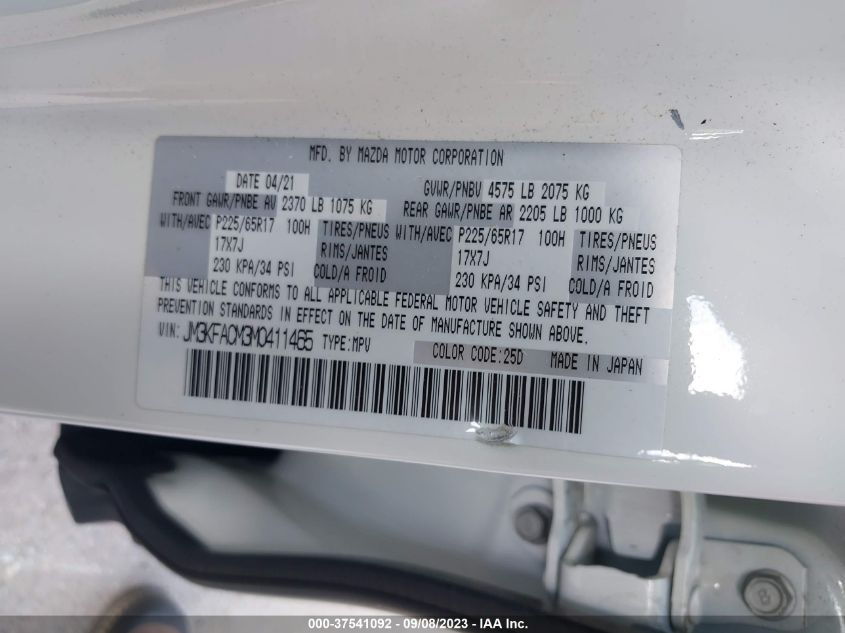 MFD. BY MAZDA MOTOR CORPORATION
DATE 04/21 GVWR/PNBV 4575 LB 2075 KG
FRONT GAWR/PNBE AV 2370 LB 1075 KG REAR GAWR/PNBE AR 2205 LB 1000 KG
WITH/AVEC P225/65R17 100H TIRES/PNEUS WITH/AVEC P225/65R17 100H TIRES/PNEUS
17X7J RIMS/JANTES 17X7J RIMS/JANTES
230 KPA/34 PSI COLD/A FROID 230 KPA/34 PSI COLD/A FROID
THIS VEHICLE CONFORMS TO ALL APPLICABLE FEDERAL MOTOR VEHICLE SAFETY AND THEFT
PREVENTION STANDARDS IN EFFECT ON THE DATE OF MANUFACTURE SHOWN ABOVE.
VIN: JM3KFACM3M0411465 TYPE:MPV COLOR CODE:25D MADE IN JAPAN
8
000-37541092 - 09/08/2023 - IAA Inc.